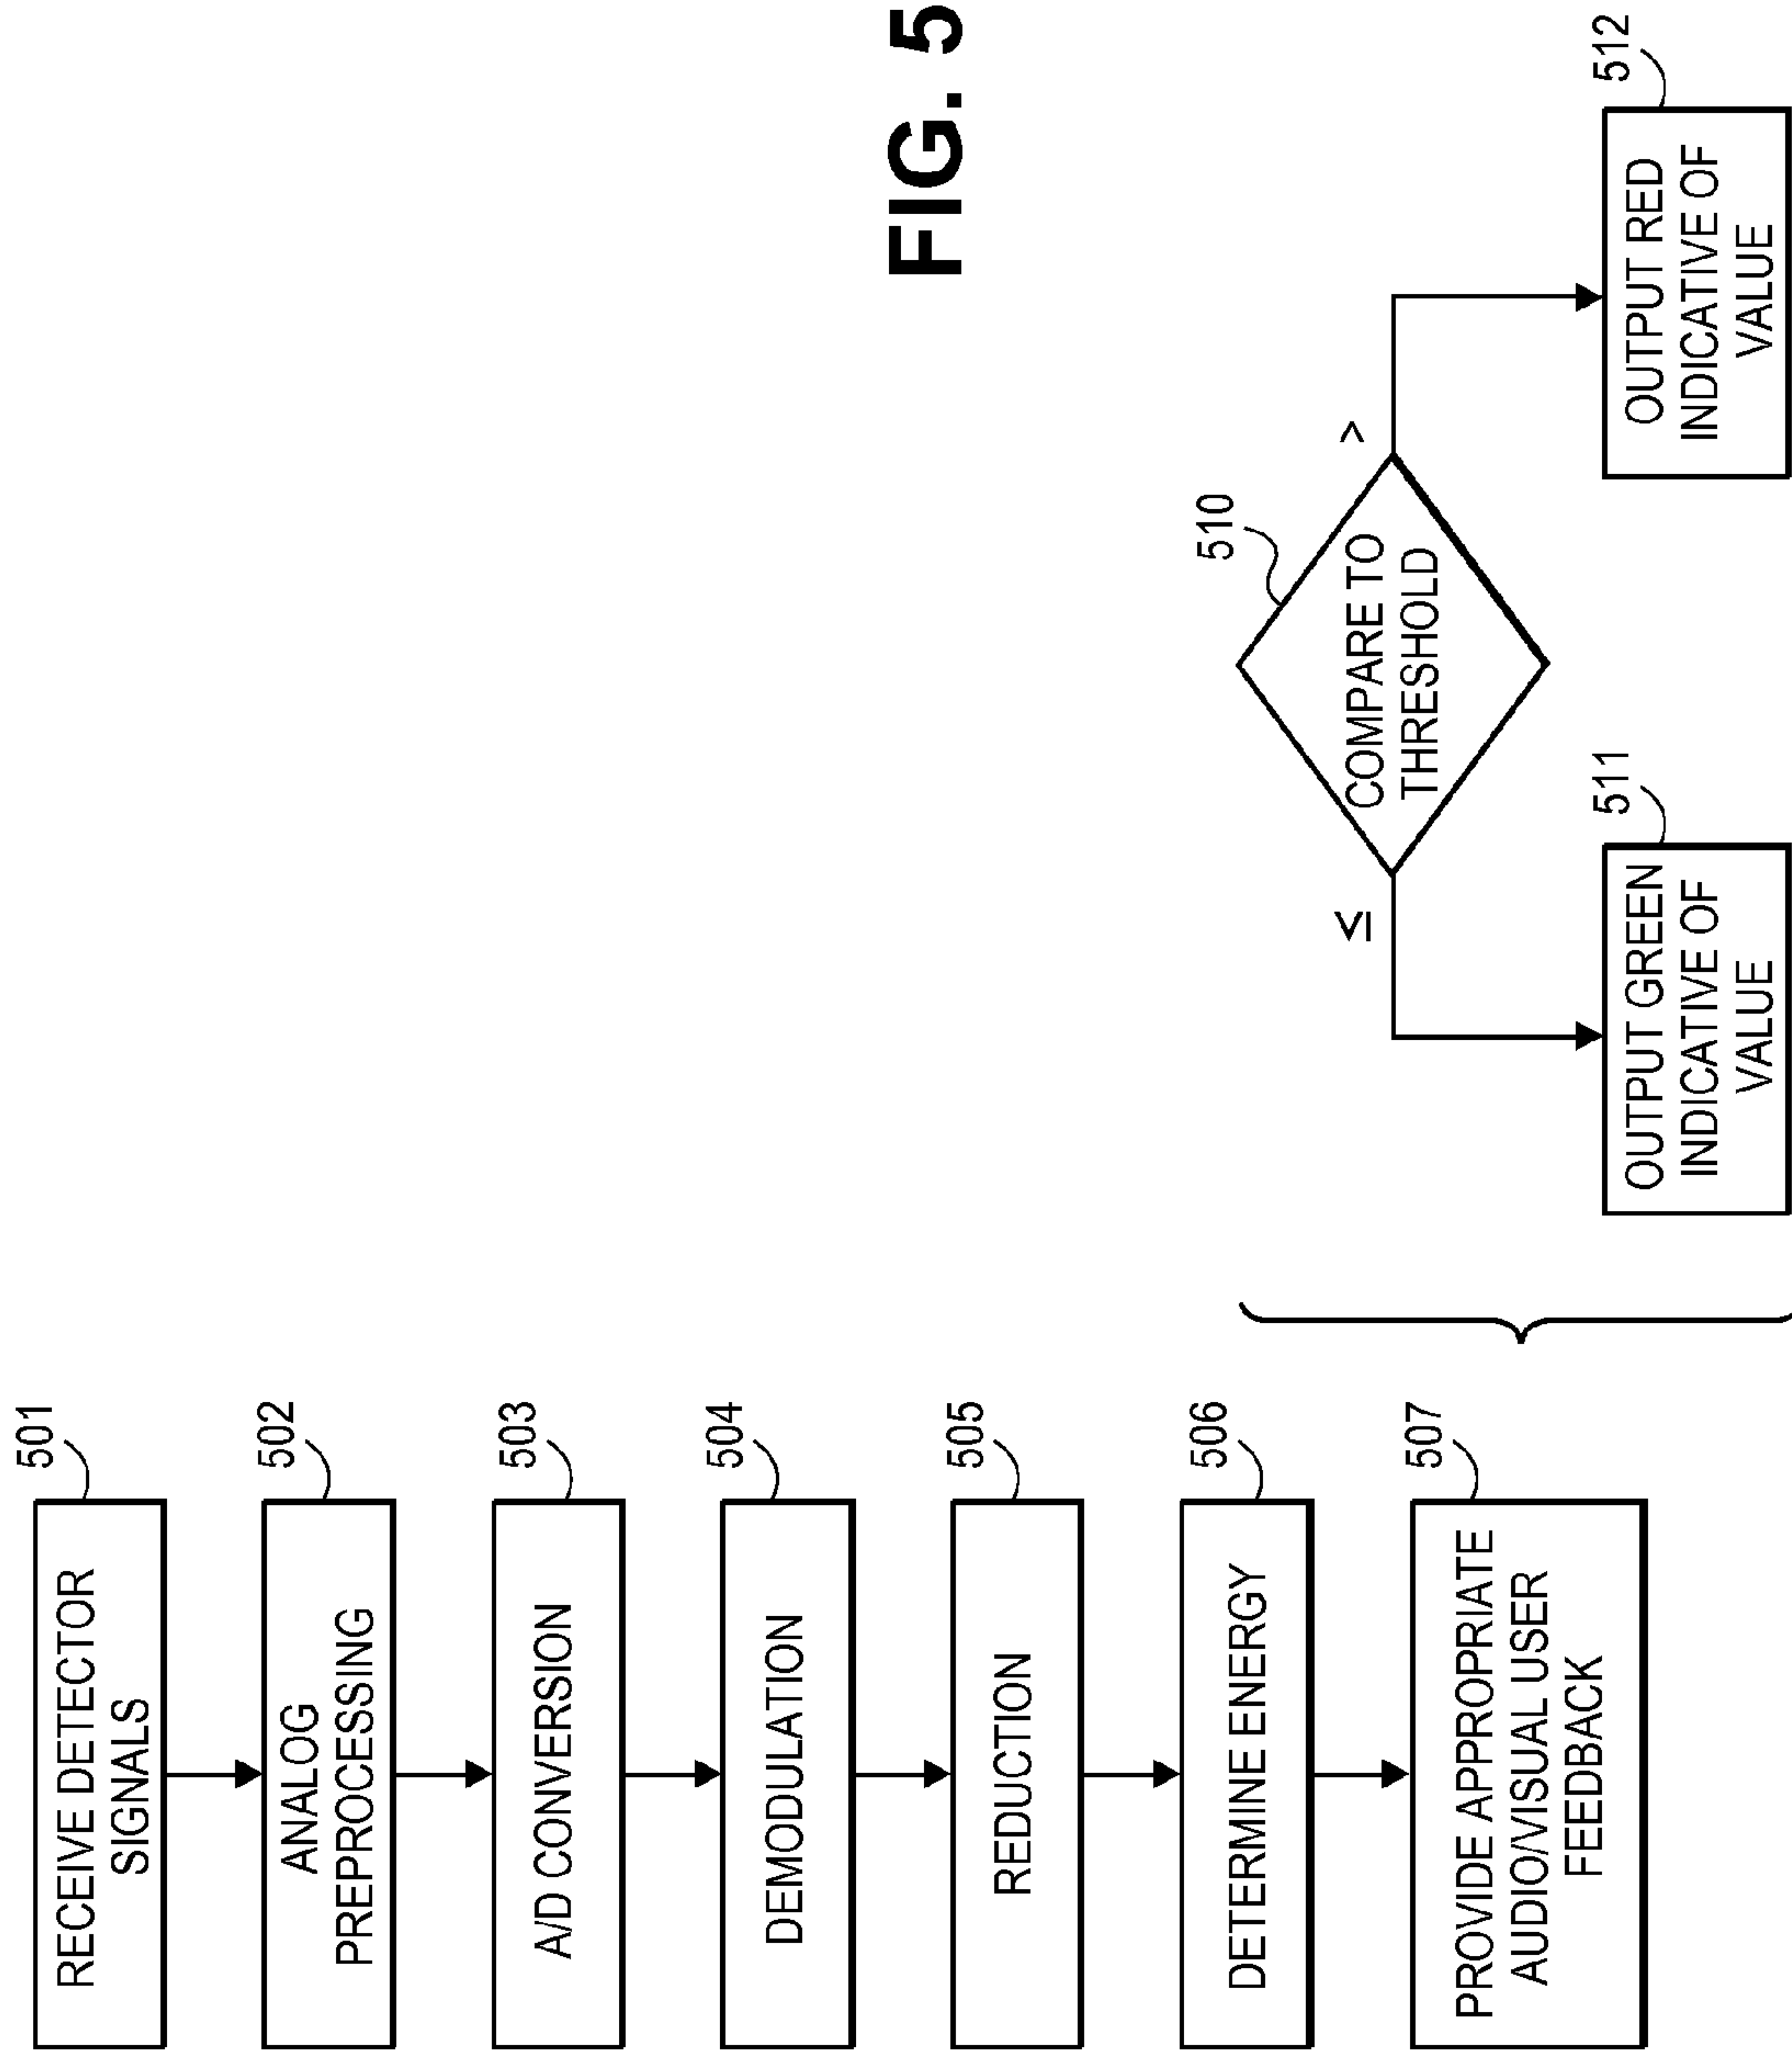 501
RECEIVE DETECTOR
SIGNALS
502
ANALOG
PREPROCESSING
503
A/D CONVERSION
504
DEMODULATION
505
REDUCTION
506
DETERMINE ENERGY
507
PROVIDE APPROPRIATE
AUDIO/VISUAL USER
FEEDBACK
510
COMPARE TO
THRESHOLD
≤
>
511
OUTPUT GREEN
INDICATIVE OF
VALUE
512
OUTPUT RED
INDICATIVE OF
VALUE
FIG. 5